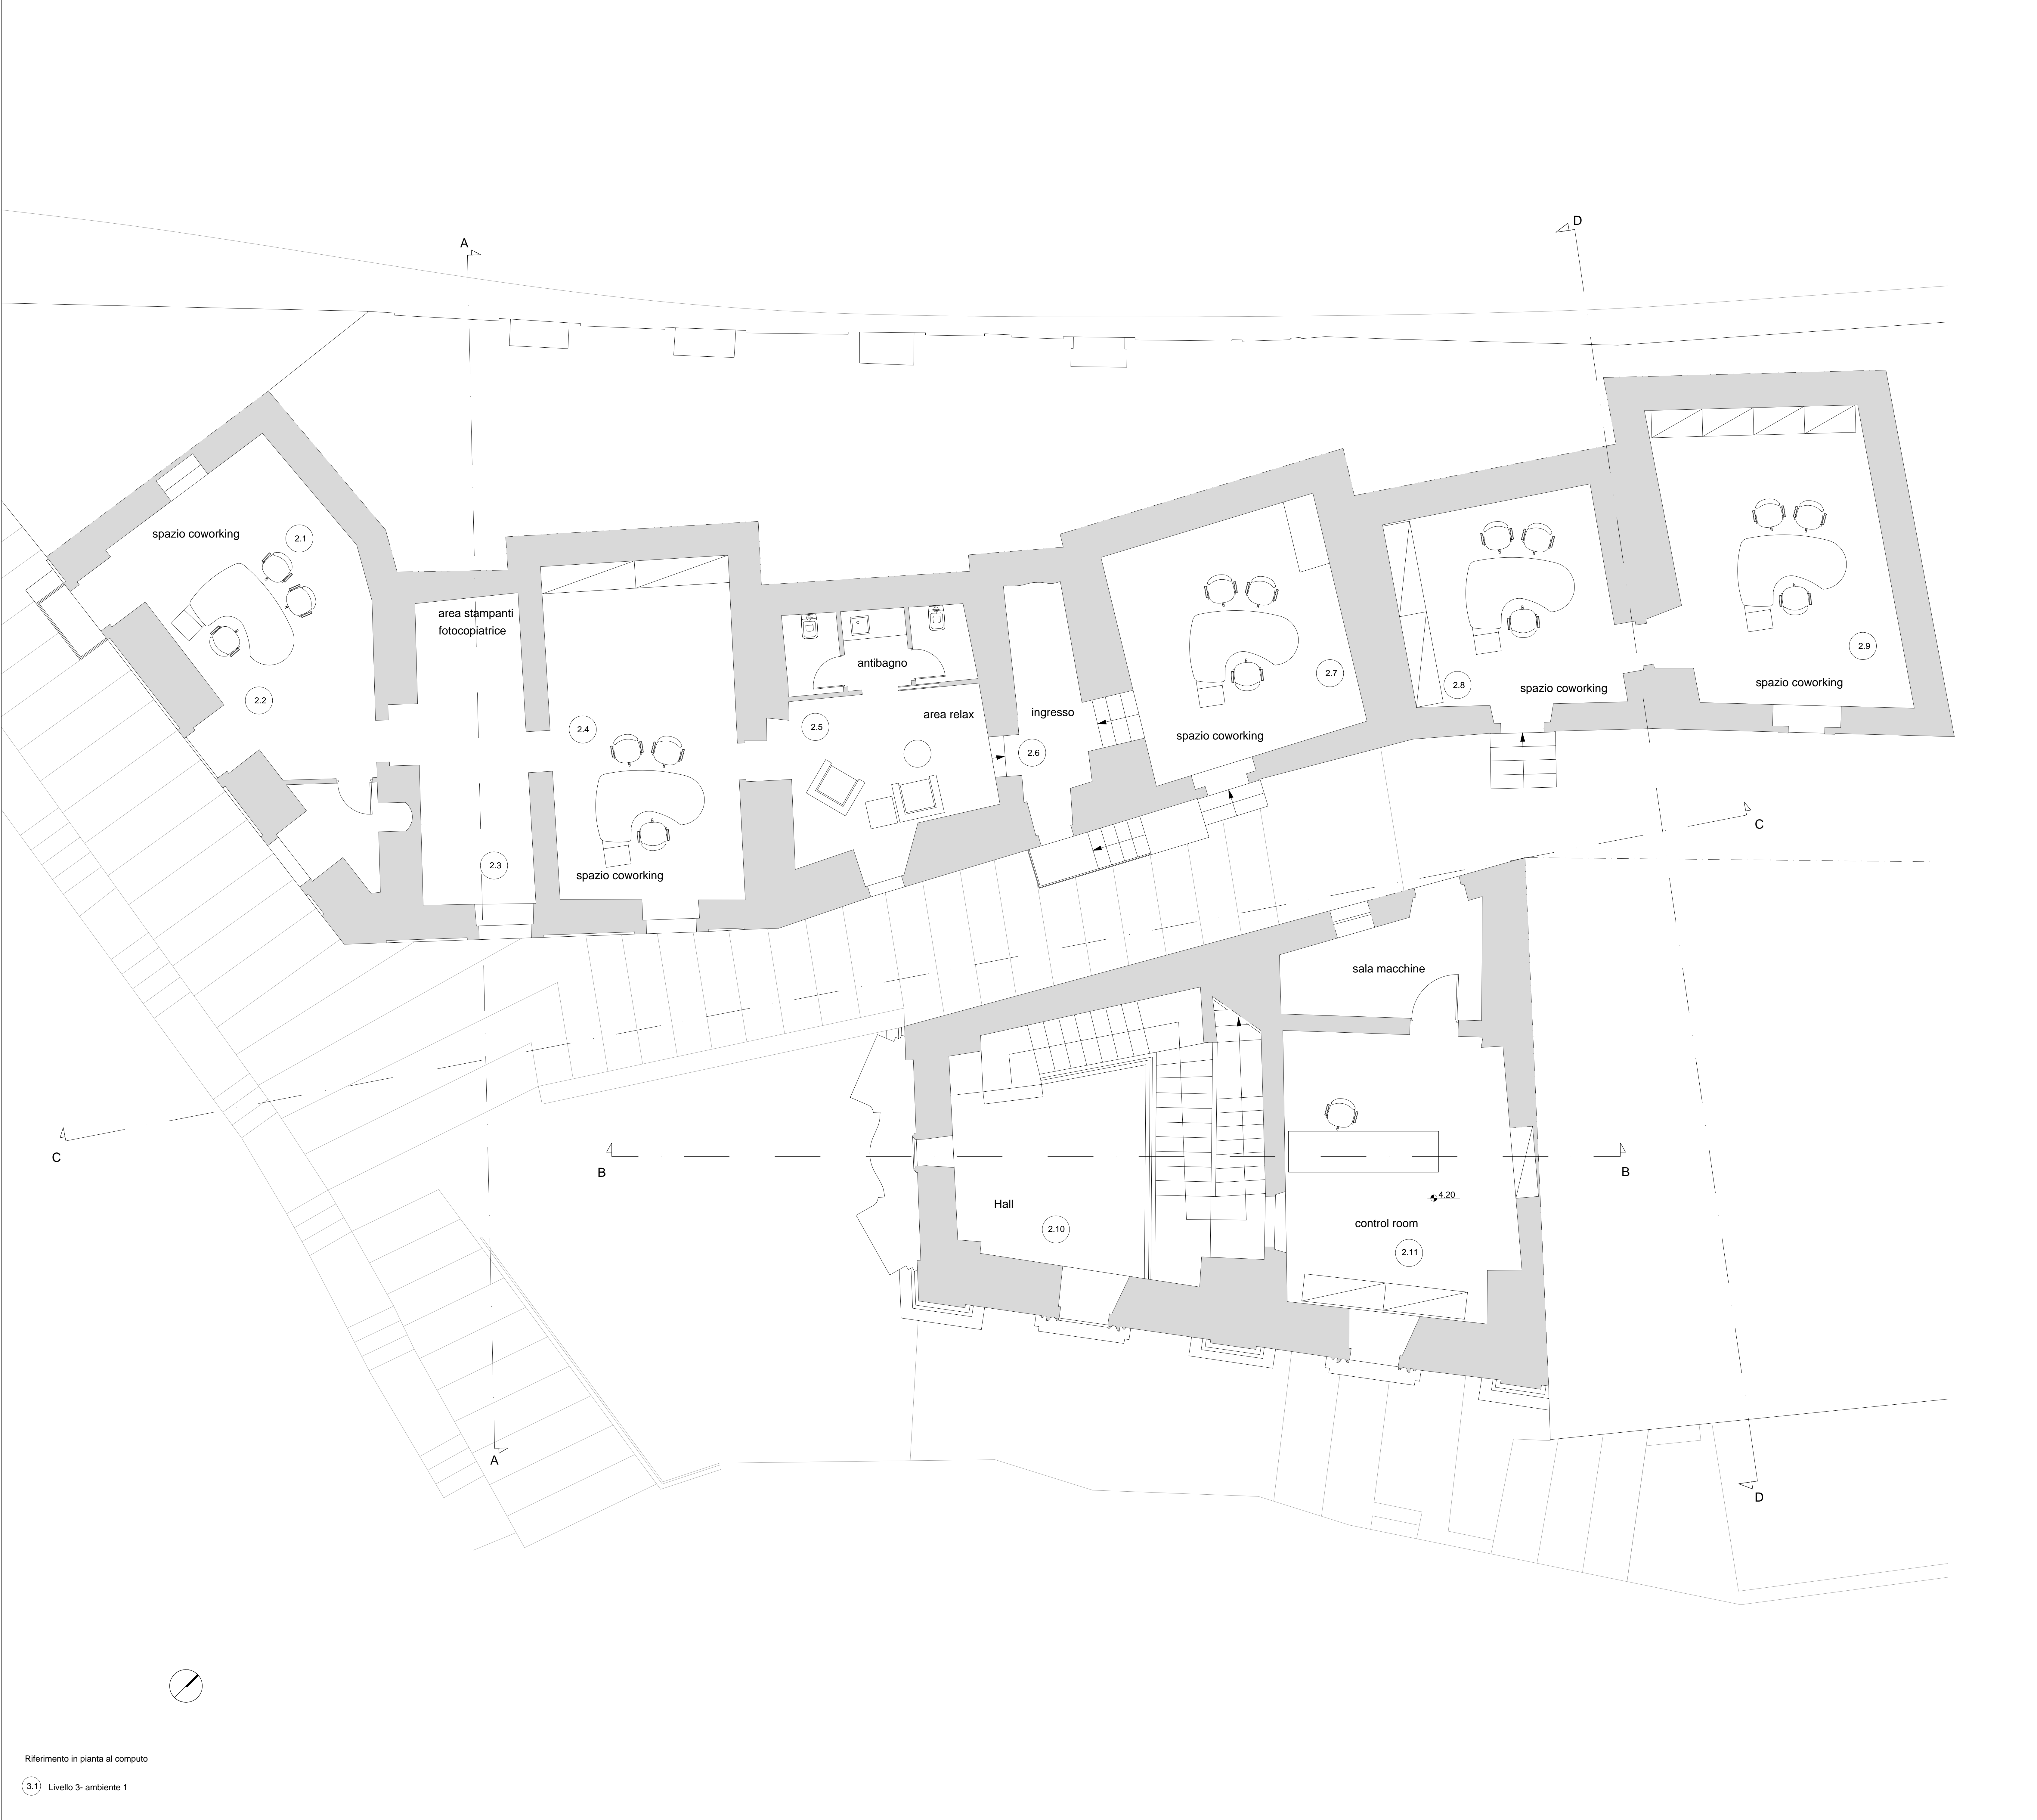 A
D
spazio coworking
2.1
area stampanti
fotocopiatrice
antibagno
2.2
2.4
2.5
area relax
ingresso
2.6
spazio coworking
2.7
2.8
spazio coworking
2.9
spazio coworking
2.3
spazio coworking
C
sala macchine
C
B
B
4.20
Hall
2.10
control room
2.11
A
D
Riferimento in pianta al computo
3.1 Livello 3- ambiente 1